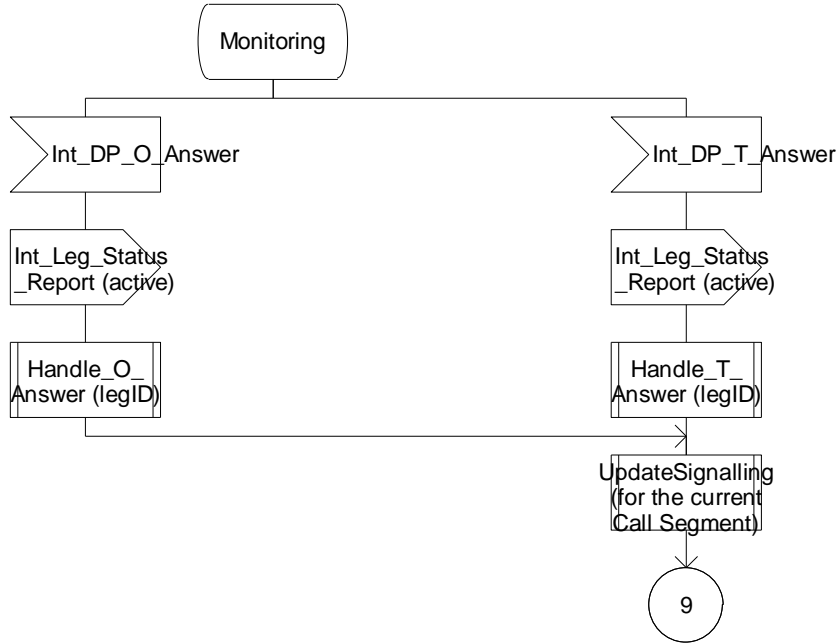 Monitoring
Int_DP_O_Answer
Int_DP_T_Answer
Int_Leg_Status
_Report (active)
Int_Leg_Status
_Report (active)
Handle_O_
Answer (legID)
Handle_T_
Answer (legID)
UpdateSignalling
(for the current
Call Segment)
9